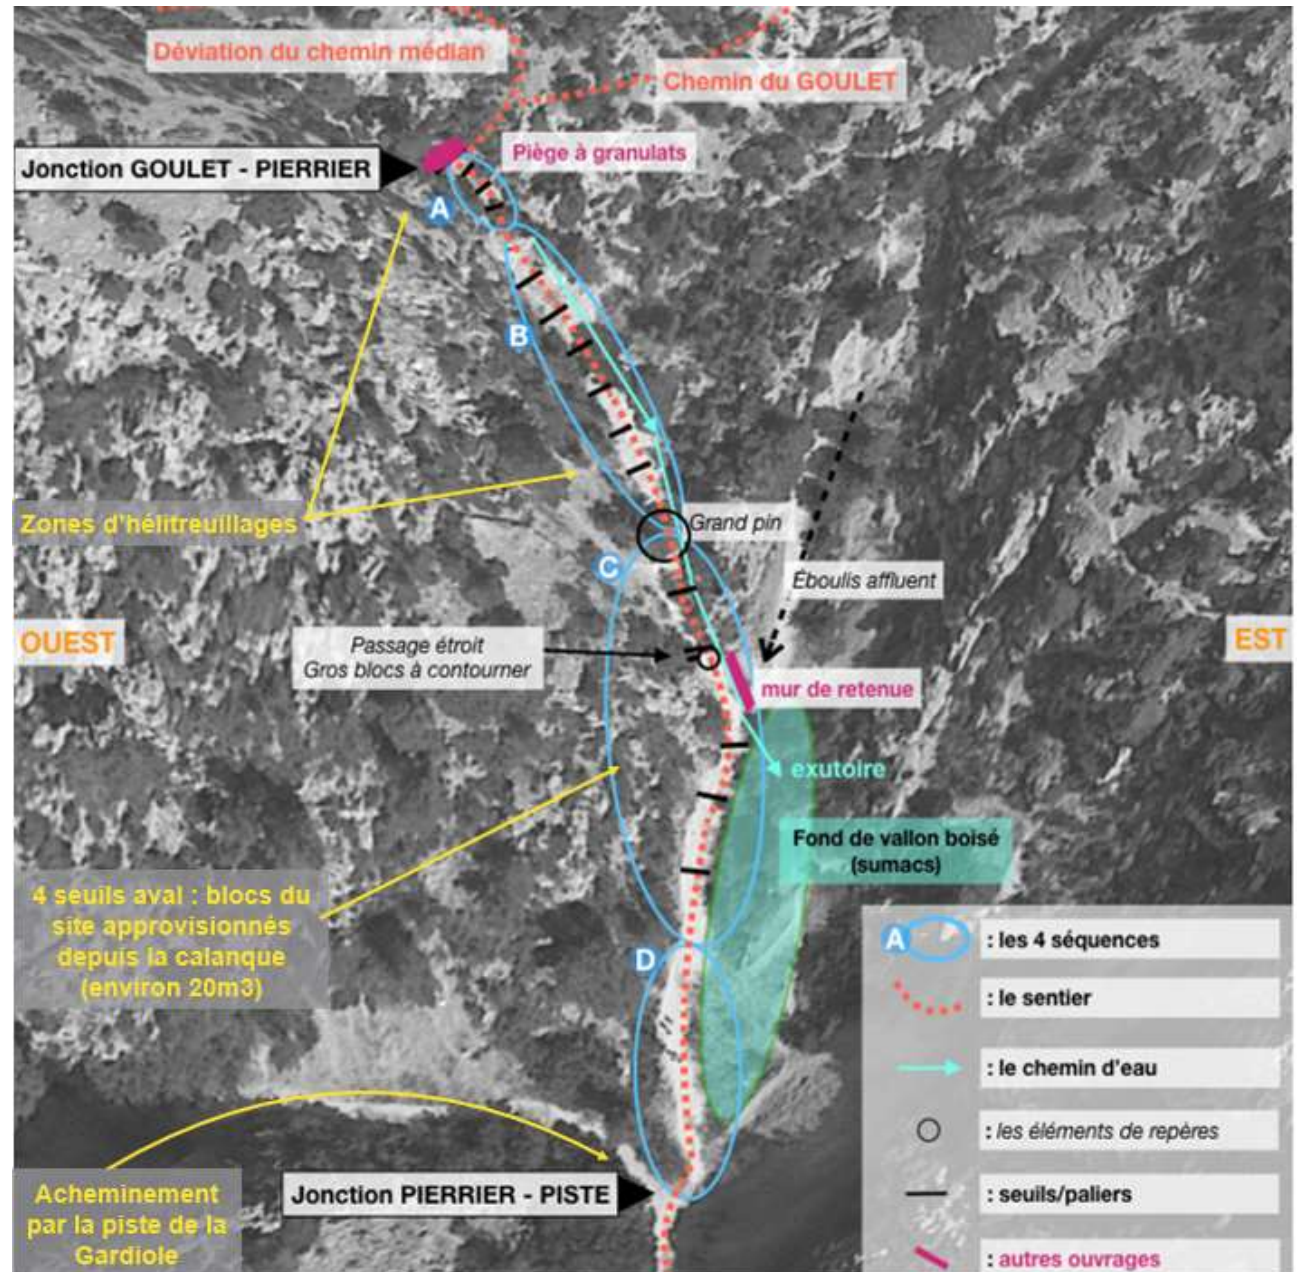 Déviation du chemin médian
Chemin du GOULET
Piège à granulats
Jonction GOULET - PIERRIER
A
B
Zones d'hélitreuillages
Grand pin
C
Éboulis affluent
OUEST
EST
Passage étroit
Gros blocs à contourner
mur de retenue
exutoire
Fond de vallon boisé
(sumacs)
4 seuils aval : blocs du
site approvisionnés
depuis la calanque
(environ 20m3)
D
A : les 4 séquences
: le sentier
: le chemin d'eau
: les éléments de repères
: seuils/paliers
: autres ouvrages
Jonction PIERRIER - PISTE
Acheminement
par la piste de la
Gardiole